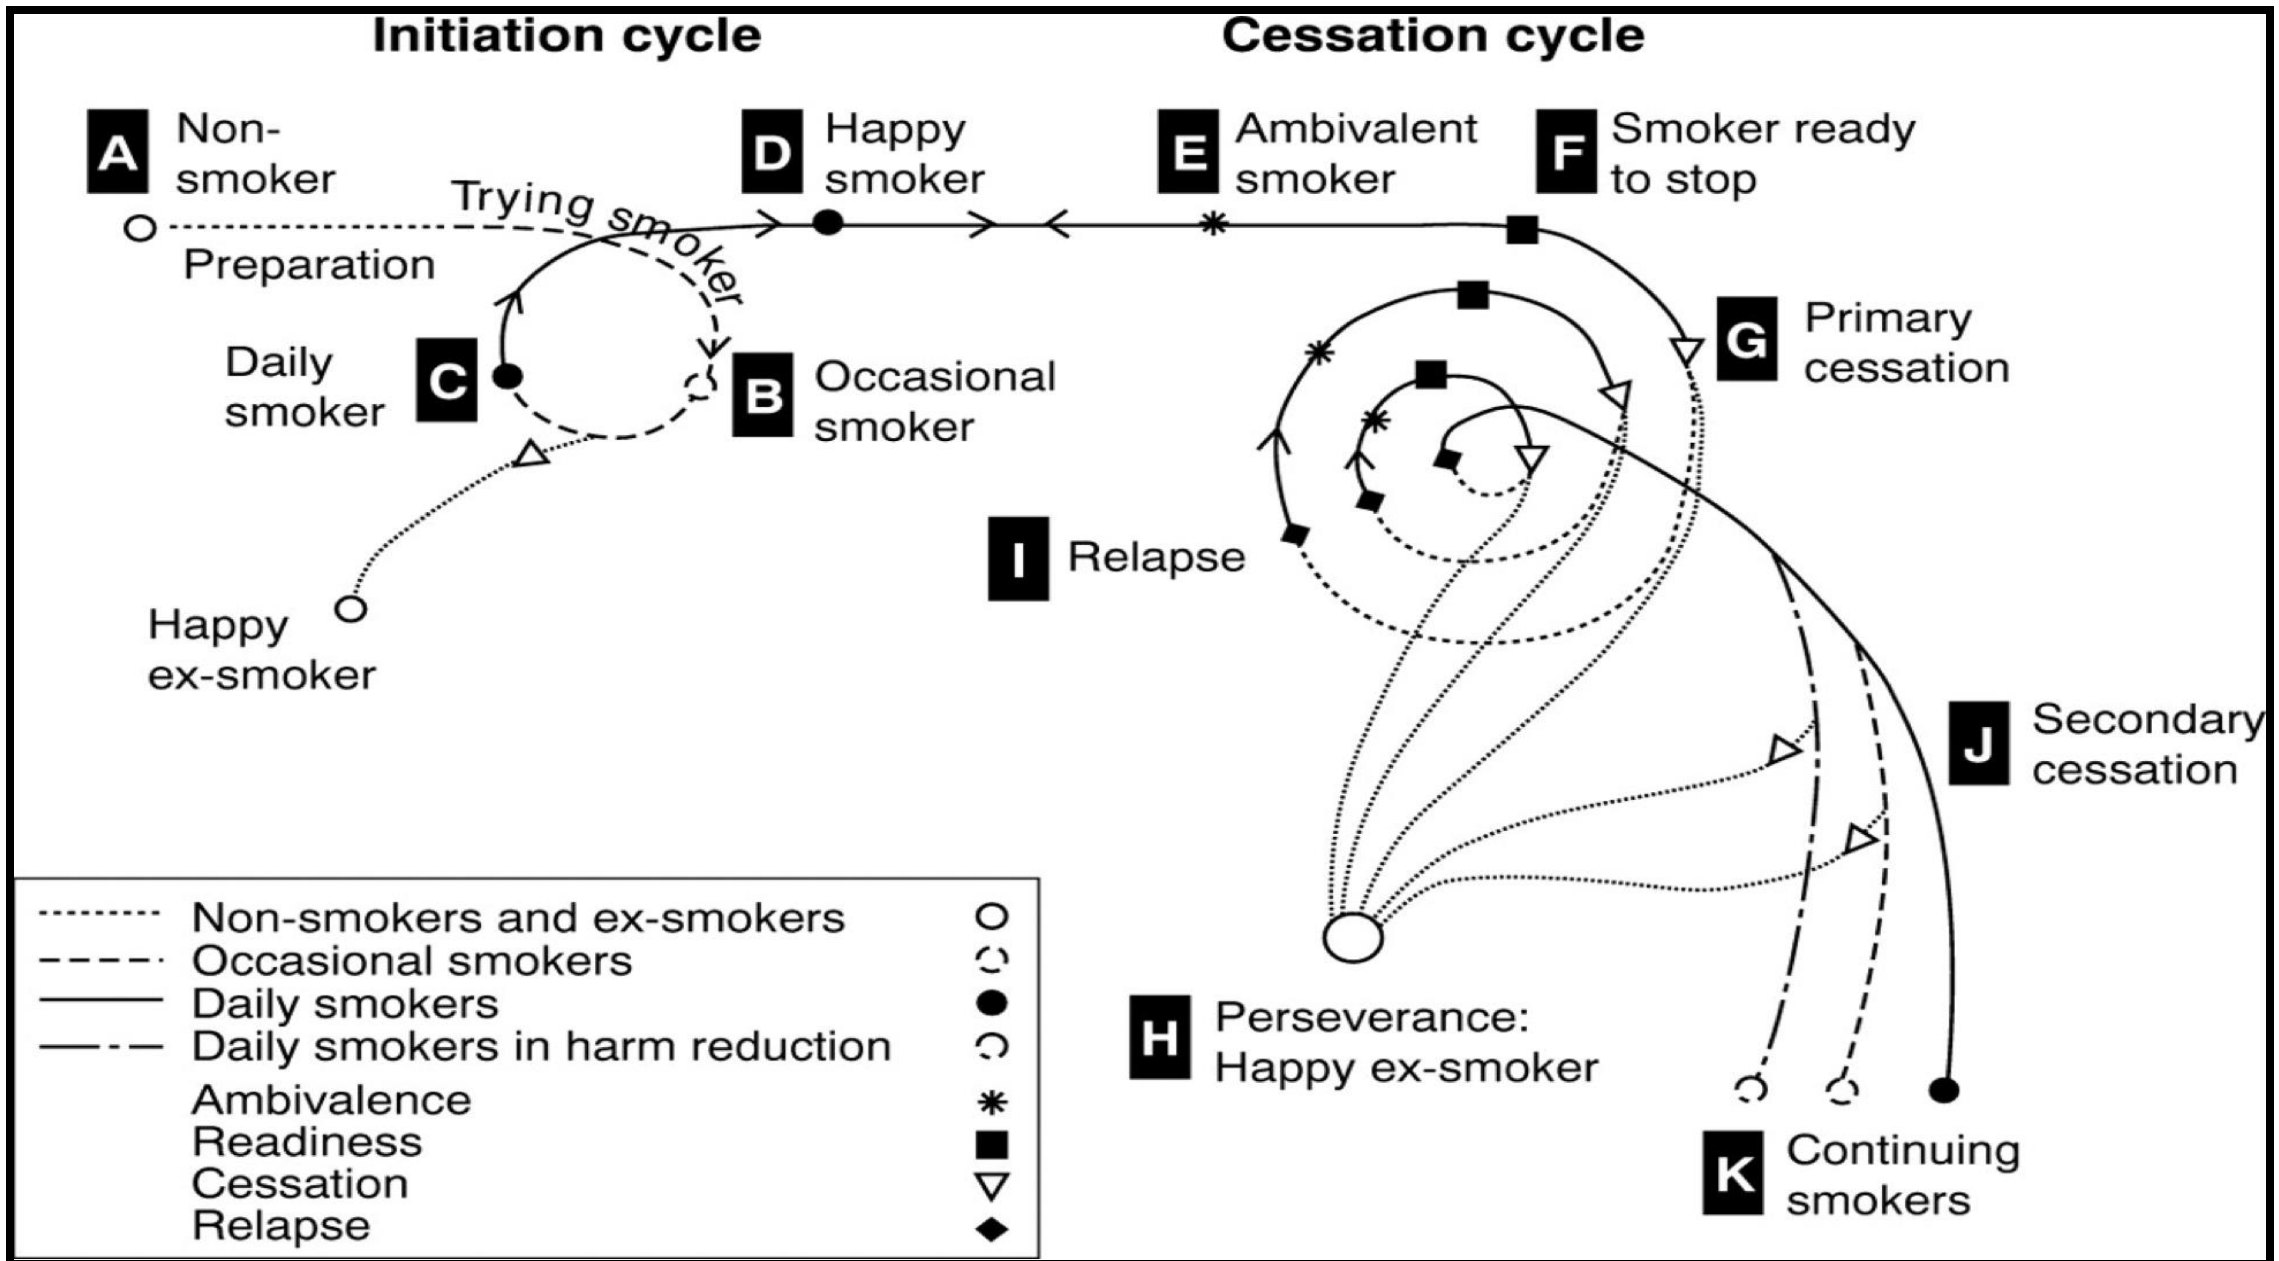 Initiation cycle
Cessation cycle
A Non-
smoker
D Happy
smoker
E Ambivalent
smoker
F Smoker ready
to stop
Trying smoker
Preparation
G Primary
cessation
Daily
smoker C
B Occasional
smoker
I Relapse
Happy
ex-smoker
J Secondary
cessation
H Perseverance:
Happy ex-smoker
K Continuing
smokers
Non-smokers and ex-smokers
Occasional smokers
Daily smokers
Daily smokers in harm reduction
Ambivalence
Readiness
Cessation
Relapse